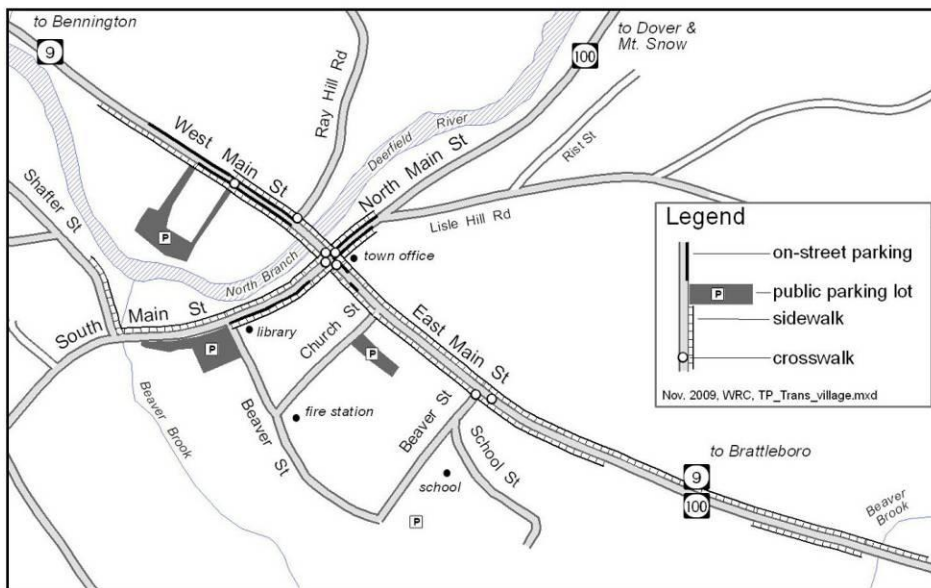 to Bennington
9
to Dover &
Mt. Snow
100
Ray Hill Rd
West Main St
Deerfield River
North Main St
Rist St
Shafter St
P
Lisle Hill Rd
town office
North Branch
South Main St
library
P
Church St
P
East Main St
Beaver Brook
fire station
Beaver St
Beaver St
School St
school
P
to Brattleboro
9
100
Beaver
Brook
Legend
on-street parking
P
public parking lot
sidewalk
crosswalk
Nov. 2009, WRC, TP_Trans_village.mxd